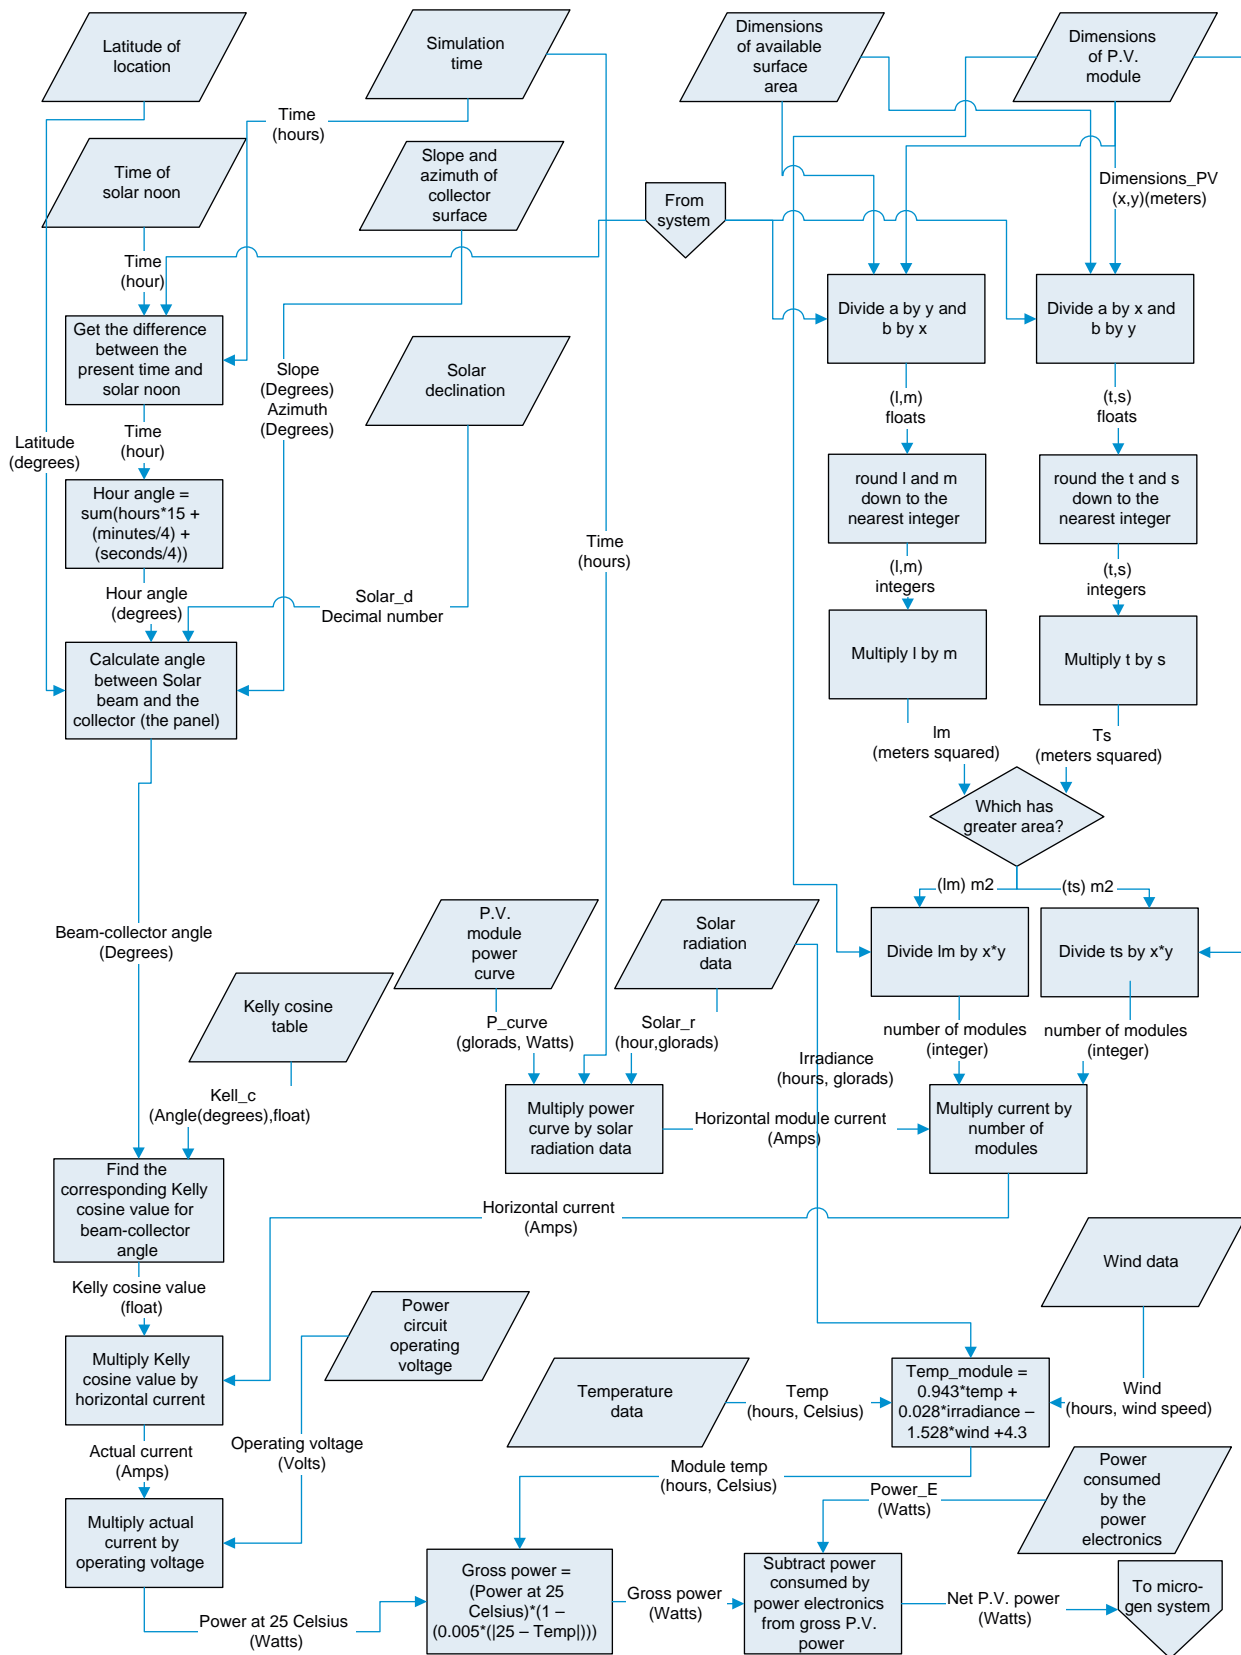 Latitude of
location
Simulation
time
Dimensions
of available
surface
area
Dimensions
of P.V.
module
Time
(hours)
Time of
solar noon
Slope and
azimuth of
collector
surface
From
system
Dimensions_PV
(x,y)(meters)
Time
(hour)
Get the difference
between the
present time and
solar noon
Divide a by y and
b by x
Divide a by x and
b by y
Slope
(Degrees)
Azimuth
(Degrees)
Solar
declination
(l,m)
floats
(t,s)
floats
Latitude
(degrees)
Time
(hour)
Hour angle =
sum(hours*15 +
(minutes/4) +
(seconds/4))
round l and m
down to the
nearest integer
round the t and s
down to the
nearest integer
Time
(hours)
(l,m)
integers
(t,s)
integers
Hour angle
(degrees)
Solar_d
Decimal number
Calculate angle
between Solar
beam and the
collector (the panel)
Multiply l by m
Multiply t by s
lm
(meters squared)
Ts
(meters squared)
Which has
greater area?
(lm) m2
(ts) m2
Beam-collector angle
(Degrees)
P.V.
module
power
curve
Solar
radiation
data
Divide lm by x*y
Divide ts by x*y
Kelly cosine
table
P_curve
(glorads, Watts)
Solar_r
(hour,glorads)
number of modules
(integer)
number of modules
(integer)
Irradiance
(hours, glorads)
Kell_c
(Angle(degrees),float)
Multiply power
curve by solar
radiation data
Horizontal module current
(Amps)
Multiply current by
number of
modules
Find the
corresponding Kelly
cosine value for
beam-collector
angle
Horizontal current
(Amps)
Wind data
Kelly cosine value
(float)
Power
circuit
operating
voltage
Multiply Kelly
cosine value by
horizontal current
Temperature
data
Temp
(hours, Celsius)
Temp_module =
0.943*temp +
0.028*irradiance –
1.528*wind +4.3
Wind
(hours, wind speed)
Actual current
(Amps)
Operating voltage
(Volts)
Module temp
(hours, Celsius)
Power_E
(Watts)
Power
consumed
by the
power
electronics
Multiply actual
current by
operating voltage
Gross power =
(Power at 25
Celsius)*(1 –
(0.005*(|25 – Temp|)))
Gross power
(Watts)
Subtract power
consumed by
power electronics
from gross P.V.
power
Net P.V. power
(Watts)
To micro-
gen system
Power at 25 Celsius
(Watts)